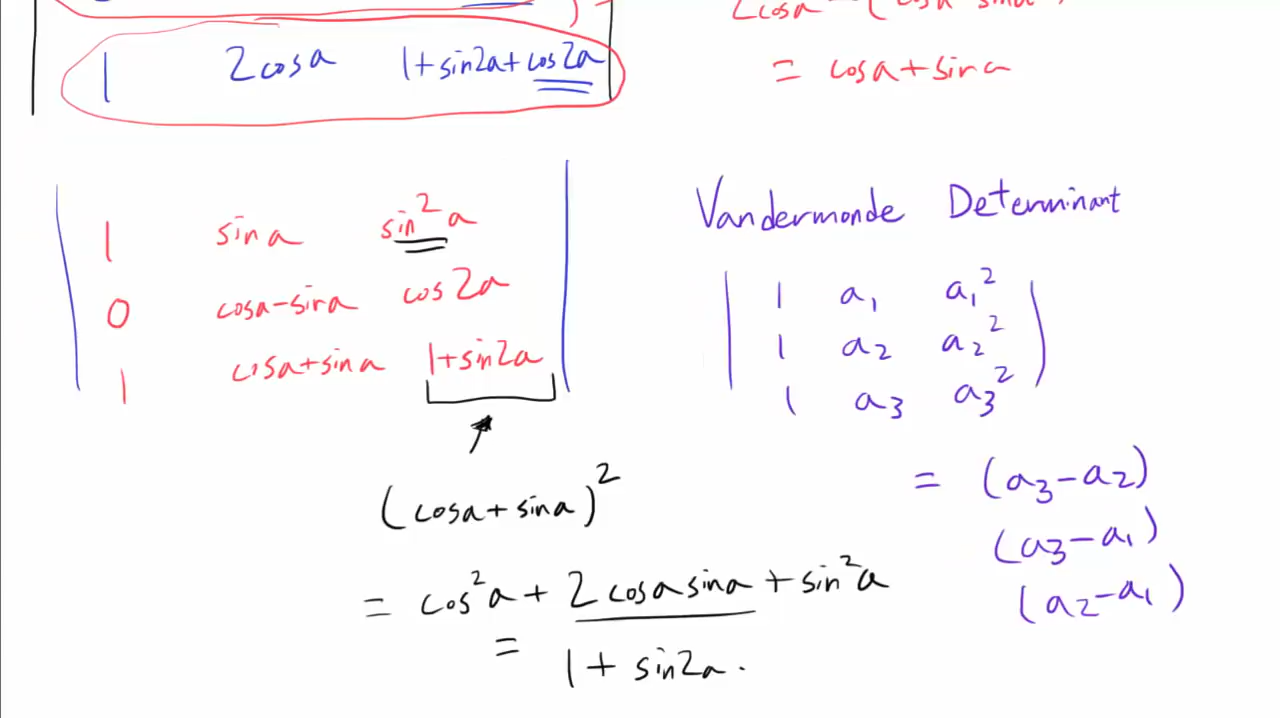 1 2cosa 1+sin2a+cos2a
= cosa+sina
1 sina sin²a
0 cosa-sina cos2a
1 cosa+sina 1+sin2a
(cosa+sina)²
= cos²a + 2cosasina + sin²a
= 1 + sin2a.
Vandermonde Determinant
1 a₁ a₁²
1 a₂ a₂²
1 a₃ a₃²
= (a₃-a₂)
(a₃-a₁)
(a₂-a₁)